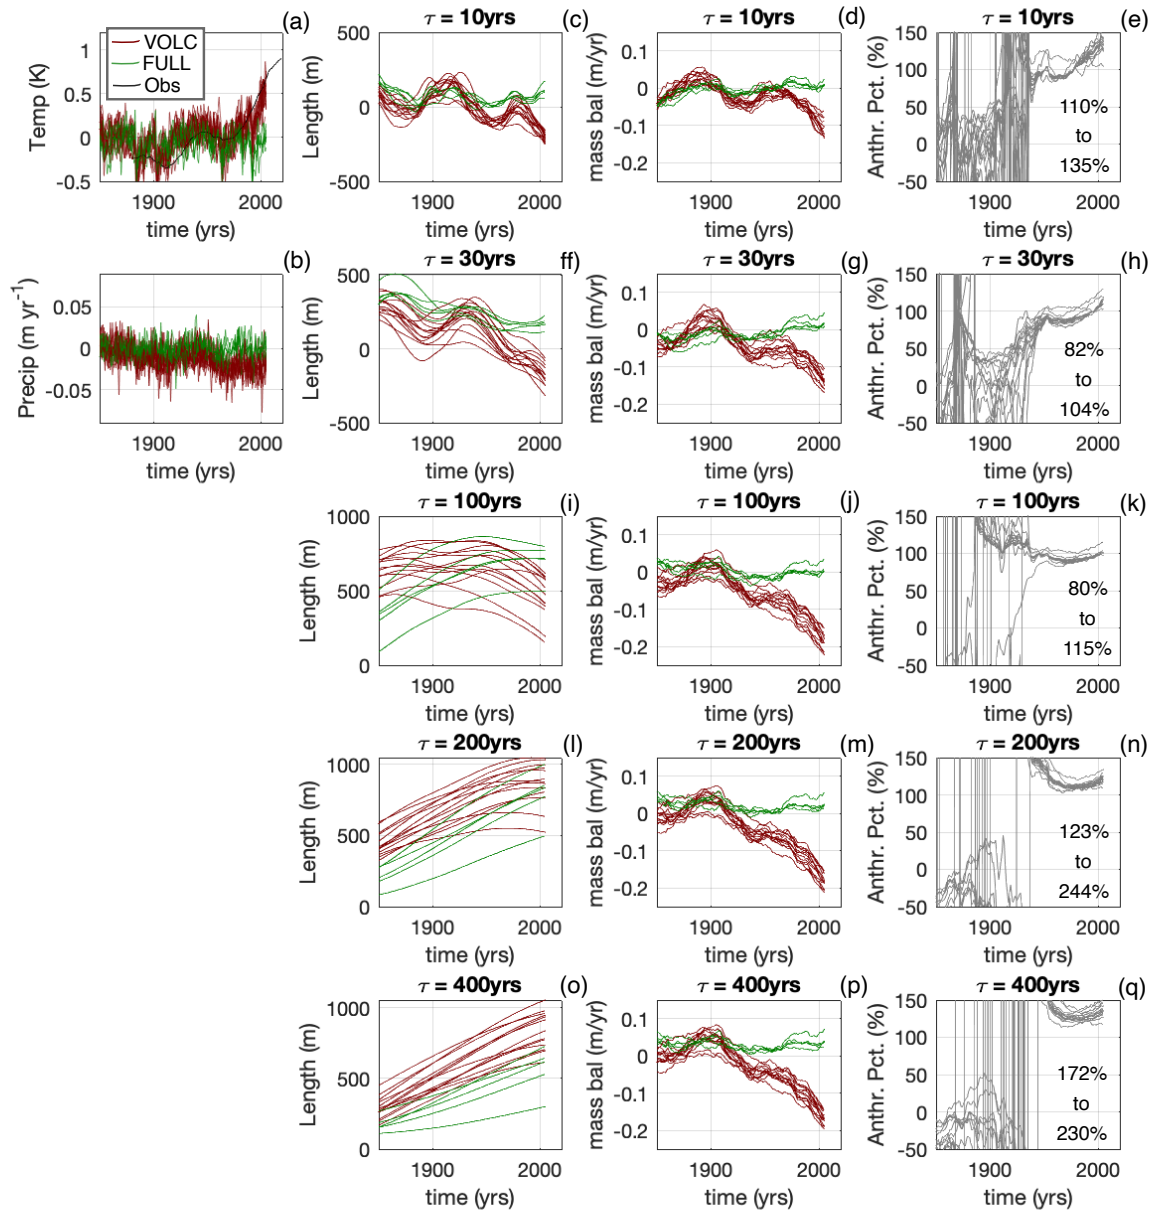 (a)
VOLC
FULL
Obs
1
0.5
0
-0.5
Temp (K)
1900
2000
time (yrs)
τ = 10yrs
(c)
500
0
-500
Length (m)
1900
2000
time (yrs)
τ = 10yrs
(d)
0.1
0
-0.1
-0.2
mass bal (m/yr)
1900
2000
time (yrs)
τ = 10yrs
(e)
150
100
50
0
-50
Anthr. Pct. (%)
110%
to
135%
1900
2000
time (yrs)
(b)
0.05
0
-0.05
Precip (m yr⁻¹)
1900
2000
time (yrs)
τ = 30yrs
ff)
500
0
-500
Length (m)
1900
2000
time (yrs)
τ = 30yrs
(g)
0.1
0
-0.1
-0.2
mass bal (m/yr)
1900
2000
time (yrs)
τ = 30yrs
(h)
150
100
50
0
-50
Anthr. Pct. (%)
82%
to
104%
1900
2000
time (yrs)
τ = 100yrs
(i)
1000
500
0
Length (m)
1900
2000
time (yrs)
τ = 100yrs
(j)
0.1
0
-0.1
-0.2
mass bal (m/yr)
1900
2000
time (yrs)
τ = 100yrs
(k)
150
100
50
0
-50
Anthr. Pct. (%)
80%
to
115%
1900
2000
time (yrs)
τ = 200yrs
(l)
1000
500
0
Length (m)
1900
2000
time (yrs)
τ = 200yrs
(m)
0.1
0
-0.1
-0.2
mass bal (m/yr)
1900
2000
time (yrs)
τ = 200yrs
(n)
150
100
50
0
-50
Anthr. Pct. (%)
123%
to
244%
1900
2000
time (yrs)
τ = 400yrs
(o)
1000
500
0
Length (m)
1900
2000
time (yrs)
τ = 400yrs
(p)
0.1
0
-0.1
-0.2
mass bal (m/yr)
1900
2000
time (yrs)
τ = 400yrs
(q)
150
100
50
0
-50
Anthr. Pct. (%)
172%
to
230%
1900
2000
time (yrs)